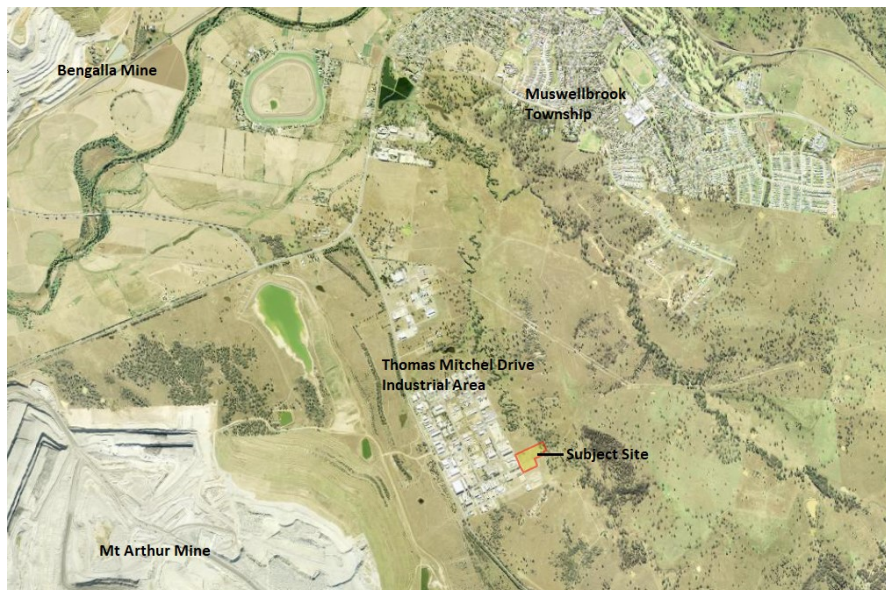 Bengalla Mine
Muswellbrook
Township
Thomas Mitchel Drive
Industrial Area
Subject Site
Mt Arthur Mine